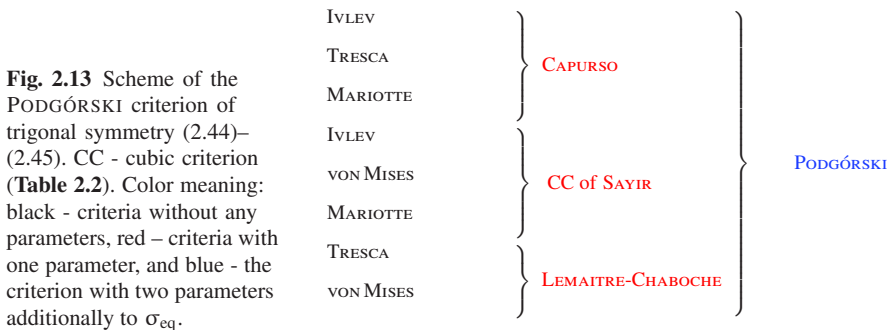 Fig. 2.13 Scheme of the
PODGÓRSKI criterion of
trigonal symmetry (2.44)–
(2.45). CC - cubic criterion
(Table 2.2). Color meaning:
black - criteria without any
parameters, red – criteria with
one parameter, and blue - the
criterion with two parameters
additionally to σeq.
IVLEV
TRESCA
MARIOTTE
IVLEV
VON MISES
MARIOTTE
TRESCA
VON MISES
CAPURSO
CC of SAYIR
LEMAITRE-CHABOCHE
PODGÓRSKI